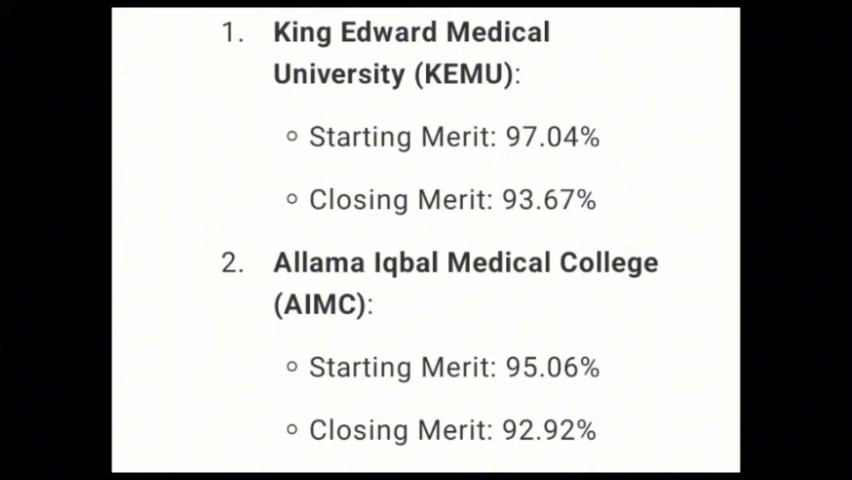 1. King Edward Medical
University (KEMU):
○ Starting Merit: 97.04%
○ Closing Merit: 93.67%
2. Allama Iqbal Medical College
(AIMC):
○ Starting Merit: 95.06%
○ Closing Merit: 92.92%